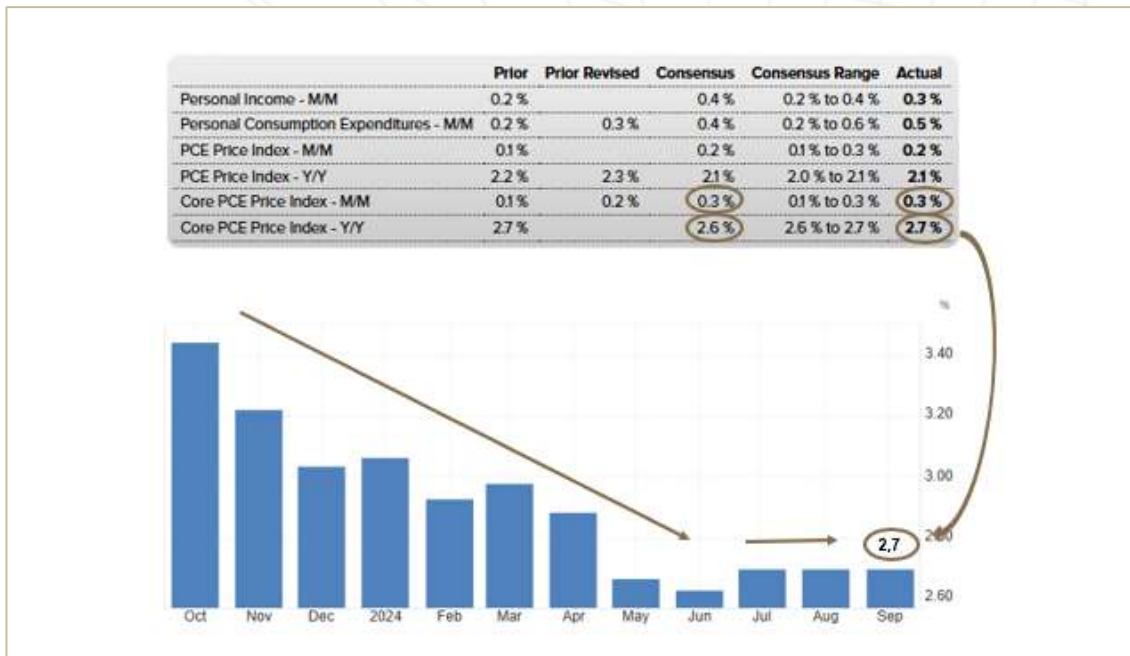 Prior Prior Revised Consensus Consensus Range Actual
Personal Income - M/M 0.2 % 0.4 % 0.2 % to 0.4 % 0.3 %
Personal Consumption Expenditures - M/M 0.2 % 0.3 % 0.4 % 0.2 % to 0.6 % 0.5 %
PCE Price Index - M/M 0.1 % 0.2 % 0.1 % to 0.3 % 0.2 %
PCE Price Index - Y/Y 2.2 % 2.3 % 2.1 % 2.0 % to 2.1 % 2.1 %
Core PCE Price Index - M/M 0.1 % 0.2 % 0.3 % 0.1 % to 0.3 % 0.3 %
Core PCE Price Index - Y/Y 2.7 % 2.6 % 2.6 % to 2.7 % 2.7 %
%
3.40
3.20
3.00
2,7
2.60
Oct Nov Dec 2024 Feb Mar Apr May Jun Jul Aug Sep